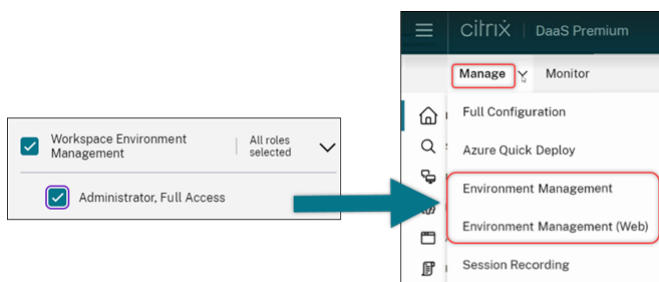 Workspace Environment
Management
All roles
selected
Administrator, Full Access
citrix | DaaS Premium
Manage
Monitor
Full Configuration
Azure Quick Deploy
Environment Management
Environment Management (Web)
Session Recording